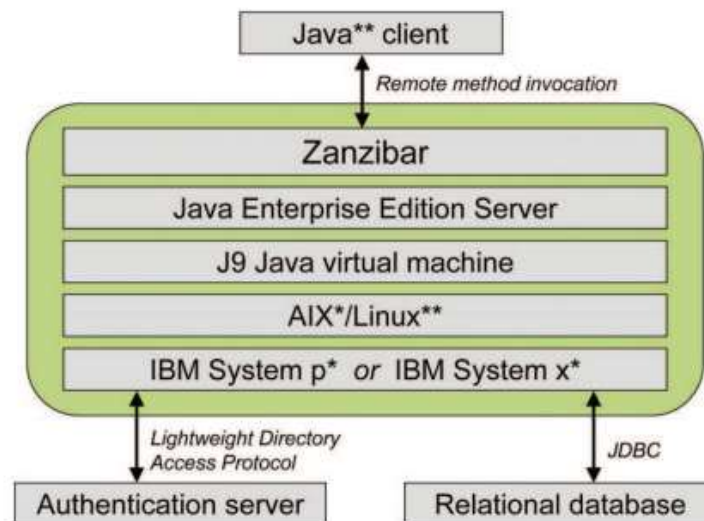 Java** client
Remote method invocation
Zanzibar
Java Enterprise Edition Server
J9 Java virtual machine
AIX*/Linux**
IBM System p* or IBM System x*
Lightweight Directory
Access Protocol
JDBC
Authentication server
Relational database